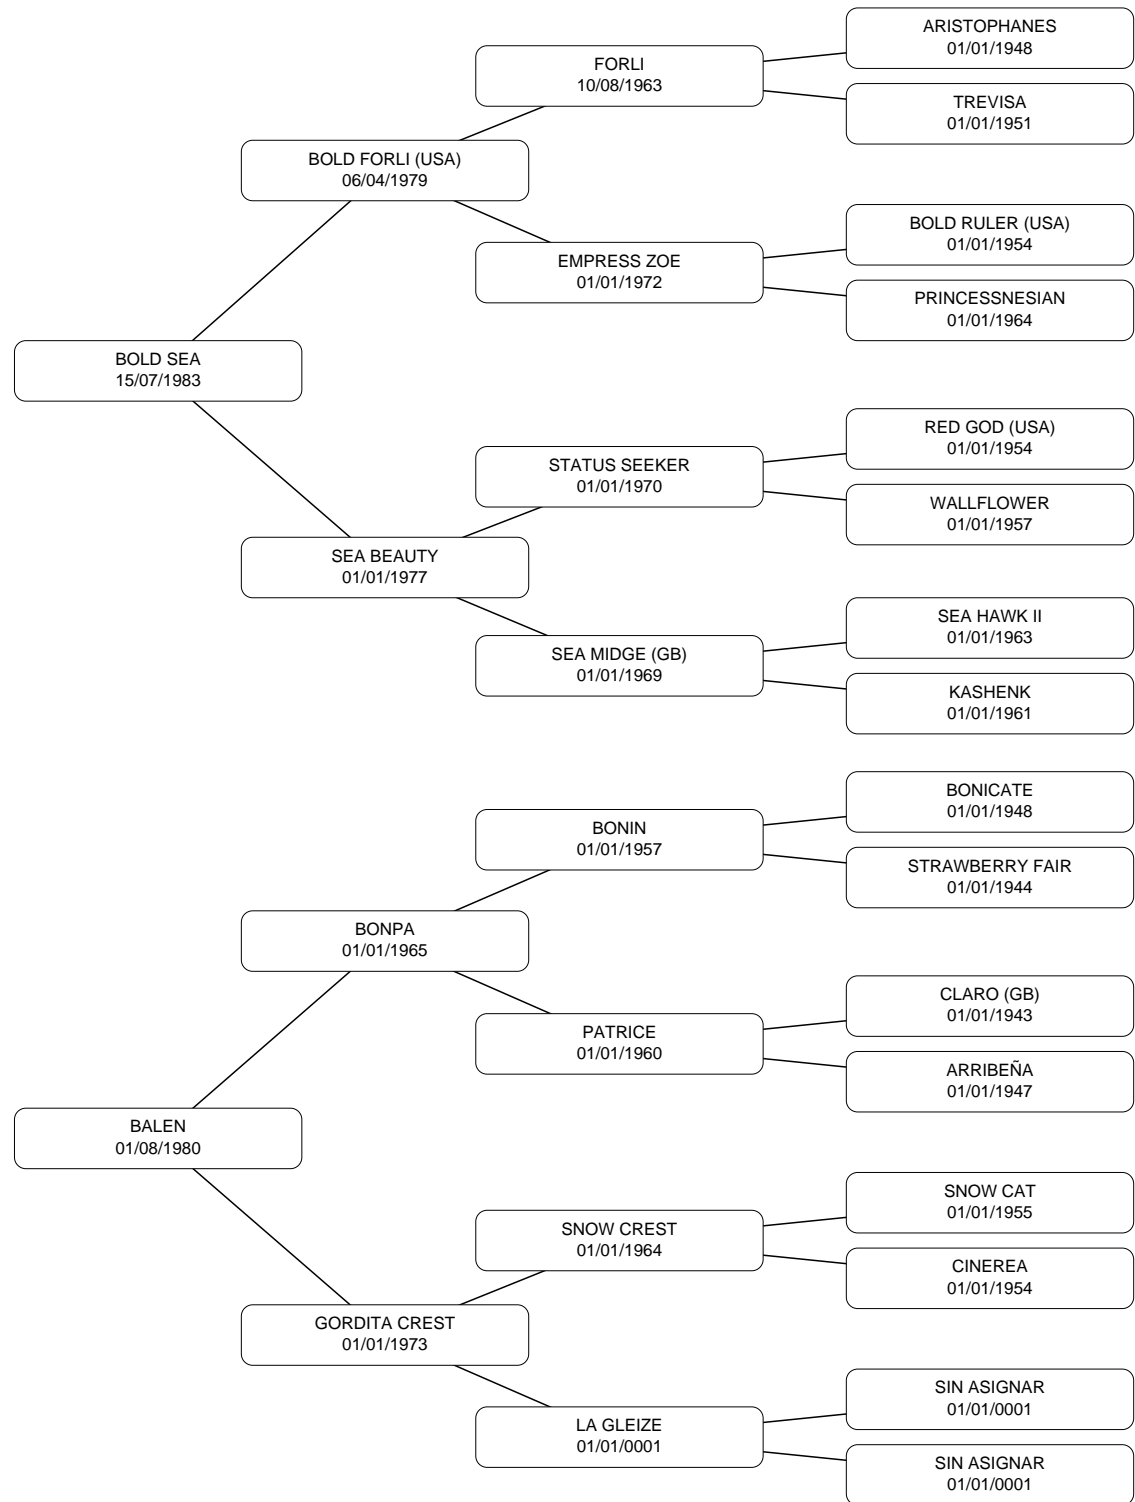 ARISTOPHANES
01/01/1948
FORLI
10/08/1963
TREVISA
01/01/1951
BOLD FORLI (USA)
06/04/1979
BOLD RULER (USA)
01/01/1954
EMPRESS ZOE
01/01/1972
PRINCESSNESIAN
01/01/1964
BOLD SEA
15/07/1983
RED GOD (USA)
01/01/1954
STATUS SEEKER
01/01/1970
WALLFLOWER
01/01/1957
SEA BEAUTY
01/01/1977
SEA HAWK II
01/01/1963
SEA MIDGE (GB)
01/01/1969
KASHENK
01/01/1961
BONICATE
01/01/1948
BONIN
01/01/1957
STRAWBERRY FAIR
01/01/1944
BONPA
01/01/1965
CLARO (GB)
01/01/1943
PATRICE
01/01/1960
ARRIBEÑA
01/01/1947
BALEN
01/08/1980
SNOW CAT
01/01/1955
SNOW CREST
01/01/1964
CINEREA
01/01/1954
GORDITA CREST
01/01/1973
SIN ASIGNAR
01/01/0001
LA GLEIZE
01/01/0001
SIN ASIGNAR
01/01/0001